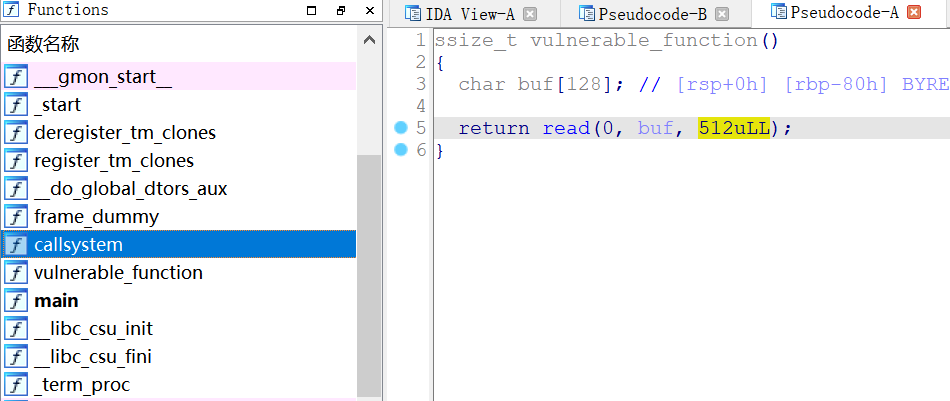 Functions
函数名称
f __gmon_start__
f _start
f deregister_tm_clones
f register_tm_clones
f __do_global_dtors_aux
f frame_dummy
f callsystem
f vulnerable_function
f main
f __libc_csu_init
f __libc_csu_fini
f _term_proc
IDA View-A Pseudocode-B Pseudocode-A
1 ssize_t vulnerable_function()
2 {
3 char buf[128]; // [rsp+0h] [rbp-80h] BYRE
4
5 return read(0, buf, 512uLL);
6 }